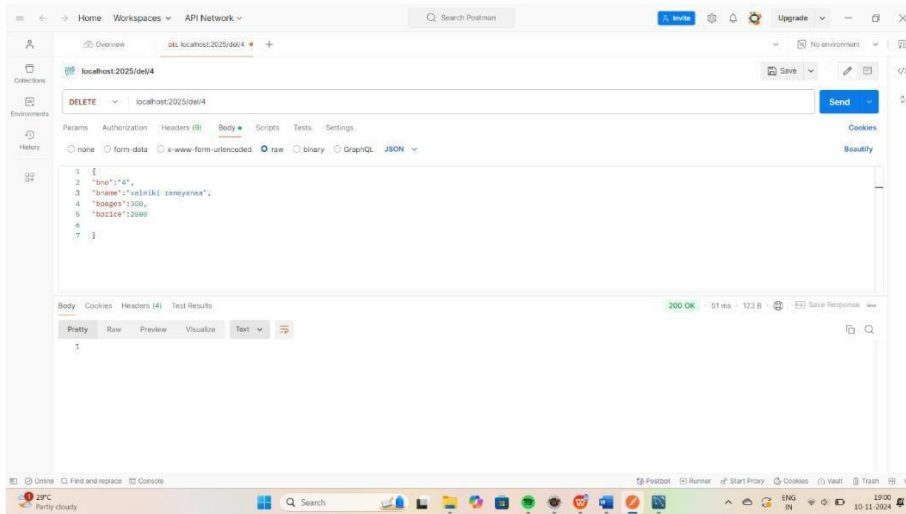 Home Workspaces API Network Search Postman Invite Upgrade
Overview DEL localhost:2025/del/4 + No environment
localhost:2025/del/4 Save
Collections
DELETE localhost:2025/del/4 Send
Environments
Params Authorization Headers (9) Body Scripts Tests Settings Cookies
History
none form-data x-www-form-urlencoded raw binary GraphQL JSON Beautify
1 {
2 "bno":"4",
3 "bname":"valmiki ramayanaa",
4 "bpages":300,
5 "bprice":2000
6
7 }
Body Cookies Headers (4) Test Results 200 OK 51 ms 123 B Save Response
Pretty Raw Preview Visualize Text
1
Online Find and replace Console Postbot Runner Start Proxy Cookies Vault Trash
1 29°C Search ENG 19:00
Partly cloudy IN 10-11-2024